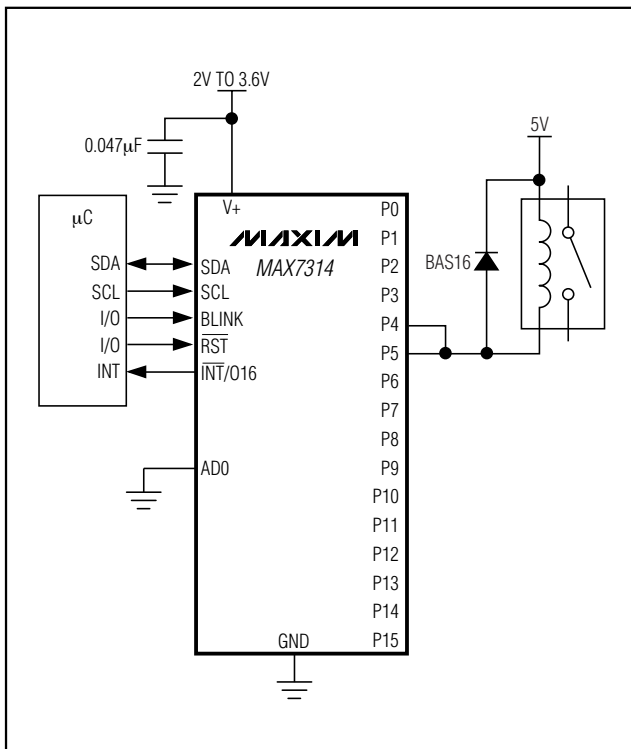 2V TO 3.6V
0.047μF
5V
μC
SDA
SCL
I/O
I/O
INT
V+
MAXIM
MAX7314
SDA
SCL
BLINK
RST
INT/O16
AD0
GND
P0
P1
P2
P3
P4
P5
P6
P7
P8
P9
P10
P11
P12
P13
P14
P15
BAS16